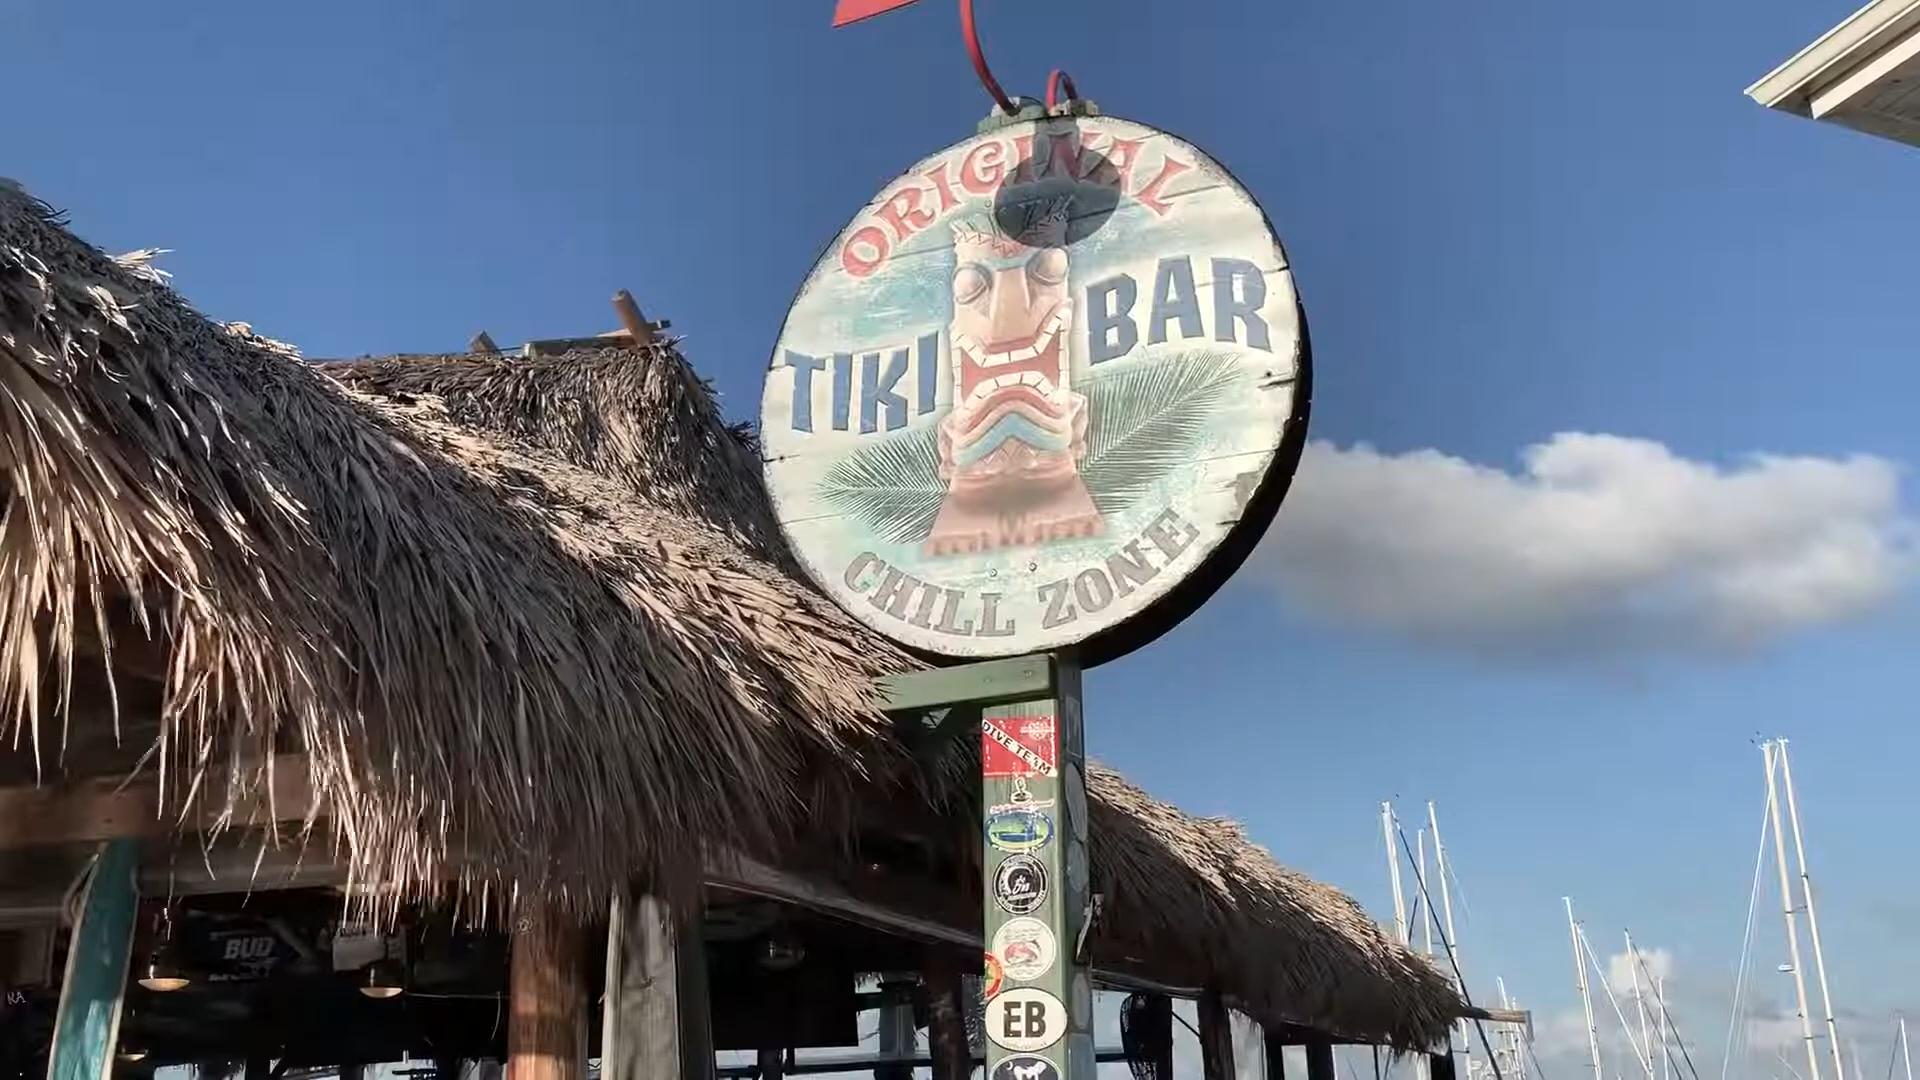 ORIGINAL
TIKI BAR
CHILL ZONE
DIVE TEAM
EB
BUD